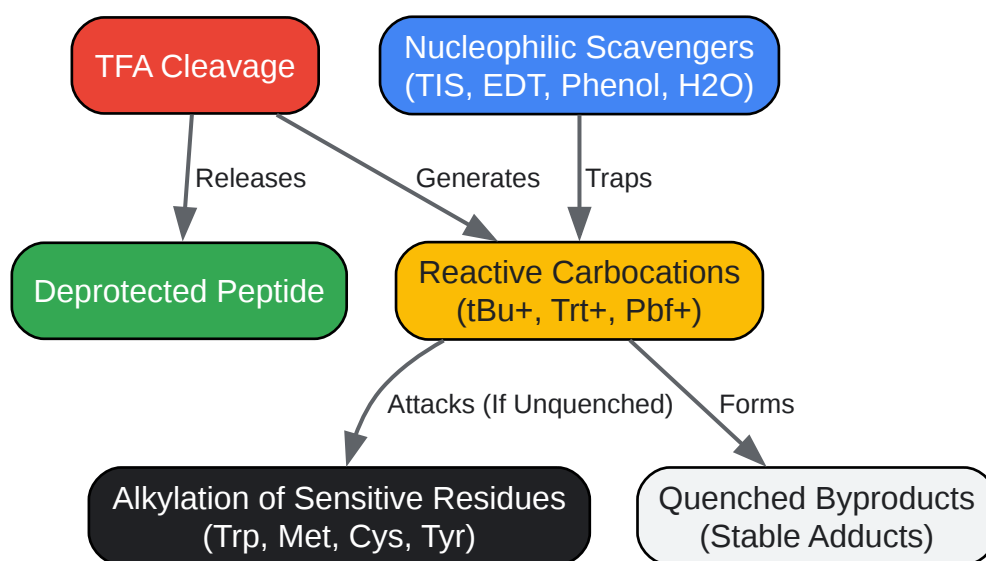 TFA Cleavage
Nucleophilic Scavengers
(TIS, EDT, Phenol, H2O)
Releases
Generates
Traps
Deprotected Peptide
Reactive Carbocations
(tBu+, Trt+, Pbf+)
Attacks (If Unquenched)
Forms
Alkylation of Sensitive Residues
(Trp, Met, Cys, Tyr)
Quenched Byproducts
(Stable Adducts)